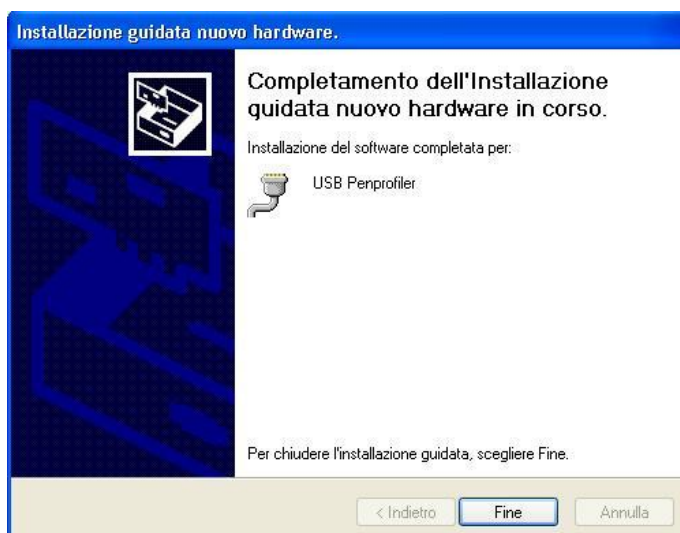 Installazione guidata nuovo hardware.
Completamento dell'Installazione
guidata nuovo hardware in corso.
Installazione del software completata per:
USB Penprofiler
Per chiudere l'installazione guidata, scegliere Fine.
< Indietro
Fine
Annulla